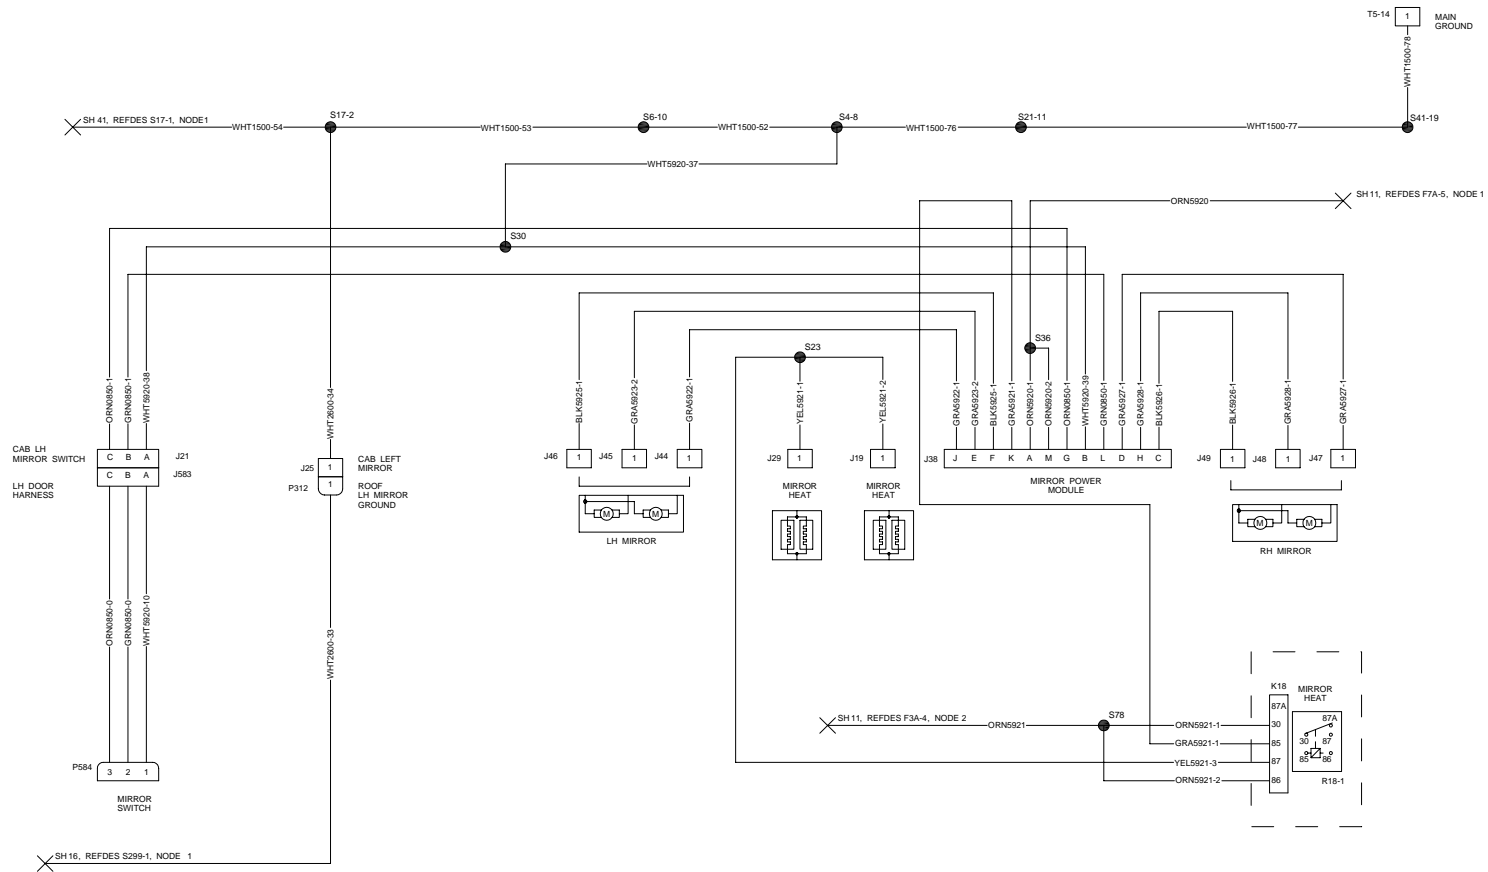 T5-14
1
MAIN
GROUND
WHT1500-78
SH 41, REFDES S17-1, NODE1
WHT1500-54
S17-2
WHT1500-53
S6-10
WHT1500-52
S4-8
WHT1500-76
S21-11
WHT1500-77
S41-19
WHT5920-37
ORN5920
SH 11, REFDES F7A-5, NODE 1
S30
S36
S23
ORN0850-1
GRN0850-1
WHT5920-38
WHT2600-34
BLK5925-1
GRA5923-2
GRA5922-1
YEL5921-1
YEL5921-2
GRA5922-1
GRA5923-2
BLK5925-1
GRA5921-1
ORN5920-1
ORN5920-2
ORN0850-1
WHT5920-39
GRN0850-1
GRA5927-1
GRA5928-1
BLK5926-1
BLK5926-1
GRA5928-1
GRA5927-1
CAB LH
MIRROR SWITCH
C B A
J21
C B A
J583
LH DOOR
HARNESS
J25
1
CAB LEFT
MIRROR
P312
1
ROOF
LH MIRROR
GROUND
J46
1
J45
1
J44
1
J29
1
J19
1
J38
J E F K A M G B L D H C
J49
1
J48
1
J47
1
MIRROR
HEAT
MIRROR
HEAT
MIRROR POWER
MODULE
M
M
LH MIRROR
M
M
RH MIRROR
ORN0850-0
GRN0850-0
WHT5920-10
WHT2600-33
P584
3 2 1
MIRROR
SWITCH
SH 16, REFDES S299-1, NODE 1
SH 11, REFDES F3A-4, NODE 2
ORN5921
S78
ORN5921-1
GRA5921-1
YEL5921-3
ORN5921-2
K18
87A
30
85
87
86
MIRROR
HEAT
87A
30
87
85
86
R18-1